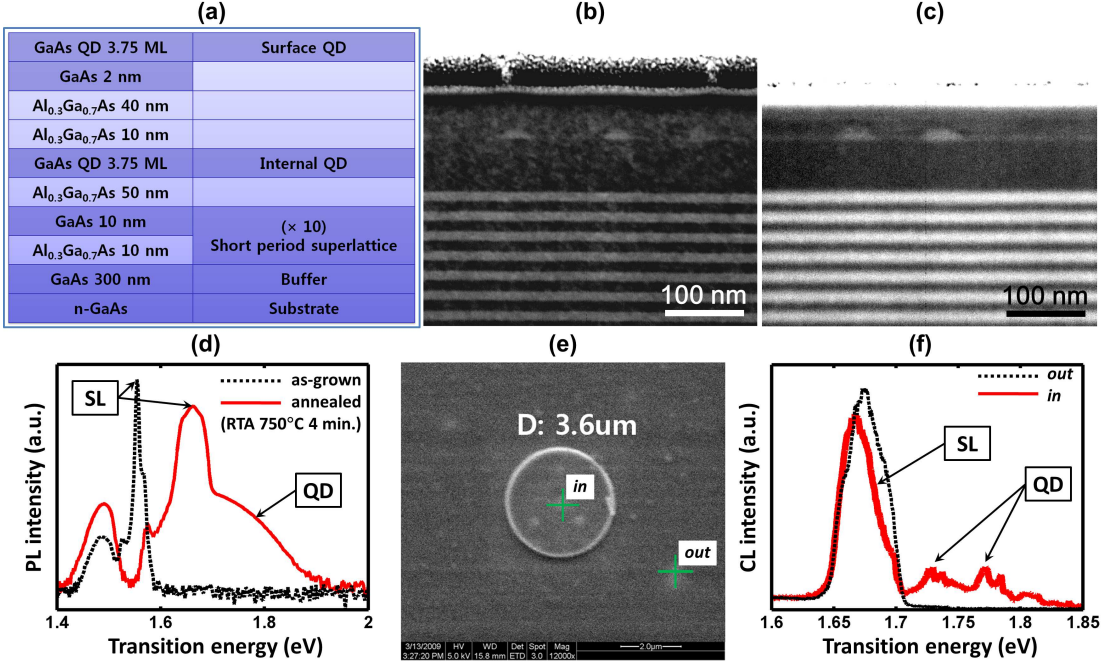 (a)
GaAs QD 3.75 ML Surface QD
GaAs 2 nm
Al0.3Ga0.7As 40 nm
Al0.3Ga0.7As 10 nm
GaAs QD 3.75 ML Internal QD
Al0.3Ga0.7As 50 nm
GaAs 10 nm
(× 10)
Short period superlattice
Al0.3Ga0.7As 10 nm
GaAs 300 nm Buffer
n-GaAs Substrate
(b)
100 nm
(c)
100 nm
(d)
PL intensity (a.u.)
SL
as-grown
annealed
(RTA 750°C 4 min.)
QD
1.4 1.6 1.8 2
Transition energy (eV)
(e)
D: 3.6um
in
out
3/13/2009 HV WD Det Spot Mag
3:27:20 PM 5.0 kV 15.8 mm ETD 3.0 12000x
2.0µm
(f)
CL intensity (a.u.)
out
in
SL
QD
1.6 1.65 1.7 1.75 1.8 1.85
Transition energy (eV)